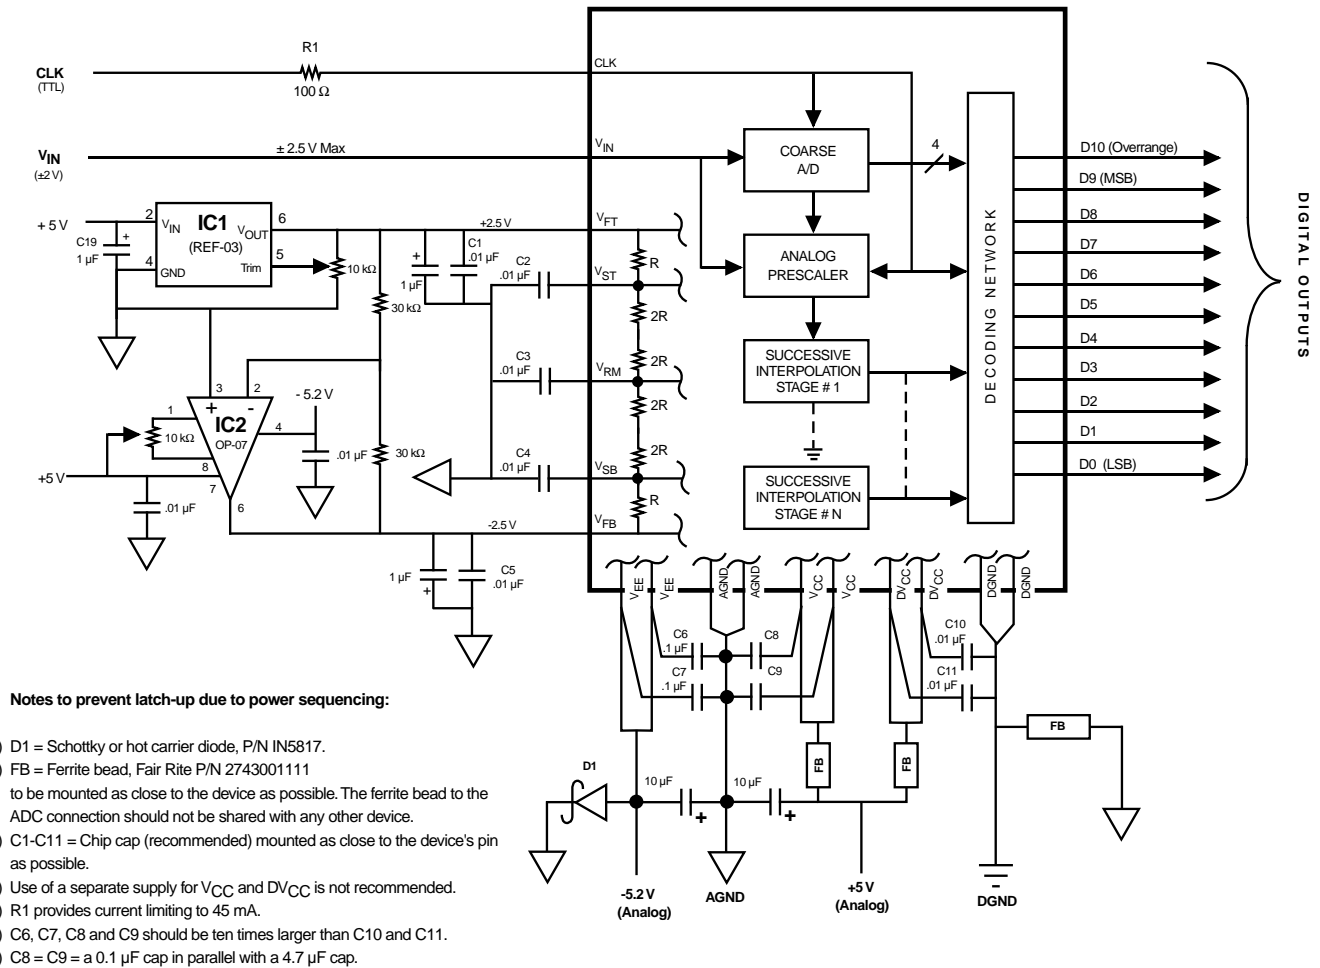 R1
CLK
(TTL)
100 Ω
CLK
VIN
(±2 V)
± 2.5 V Max
VIN
COARSE
A/D
4
D10 (Overrange)
D9 (MSB)
D8
D7
D6
D5
D4
D3
D2
D1
D0 (LSB)
DIGITAL OUTPUTS
DECODING NETWORK
ANALOG
PRESCALER
SUCCESSIVE
INTERPOLATION
STAGE # 1
SUCCESSIVE
INTERPOLATION
STAGE # N
+ 5 V
C19
1 µF
+
2
VIN
IC1
(REF-03)
VOUT
6
5
Trim
4
GND
10 kΩ
30 kΩ
+2.5 V
VFT
+
1 µF
C1
.01 µF
C2
.01 µF
VST
R
2R
C3
.01 µF
VRM
2R
2R
2R
C4
.01 µF
VSB
R
VFB
-2.5 V
3
2
- 5.2 V
1
+
-
IC2
OP-07
4
10 kΩ
.01 µF
30 kΩ
+5 V
8
7
6
.01 µF
1 µF
+
C5
.01 µF
VEE
VEE
AGND
AGND
VCC
VCC
DVCC
DVCC
DGND
DGND
C6
.1 µF
C8
C7
.1 µF
C9
C10
.01 µF
C11
.01 µF
FB
FB
FB
D1
10 µF
+
10 µF
+
-5.2 V
(Analog)
AGND
+5 V
(Analog)
DGND
Notes to prevent latch-up due to power sequencing:
) D1 = Schottky or hot carrier diode, P/N IN5817.
) FB = Ferrite bead, Fair Rite P/N 2743001111
to be mounted as close to the device as possible. The ferrite bead to the
ADC connection should not be shared with any other device.
) C1-C11 = Chip cap (recommended) mounted as close to the device's pin
as possible.
) Use of a separate supply for VCC and DVCC is not recommended.
) R1 provides current limiting to 45 mA.
) C6, C7, C8 and C9 should be ten times larger than C10 and C11.
) C8 = C9 = a 0.1 µF cap in parallel with a 4.7 µF cap.